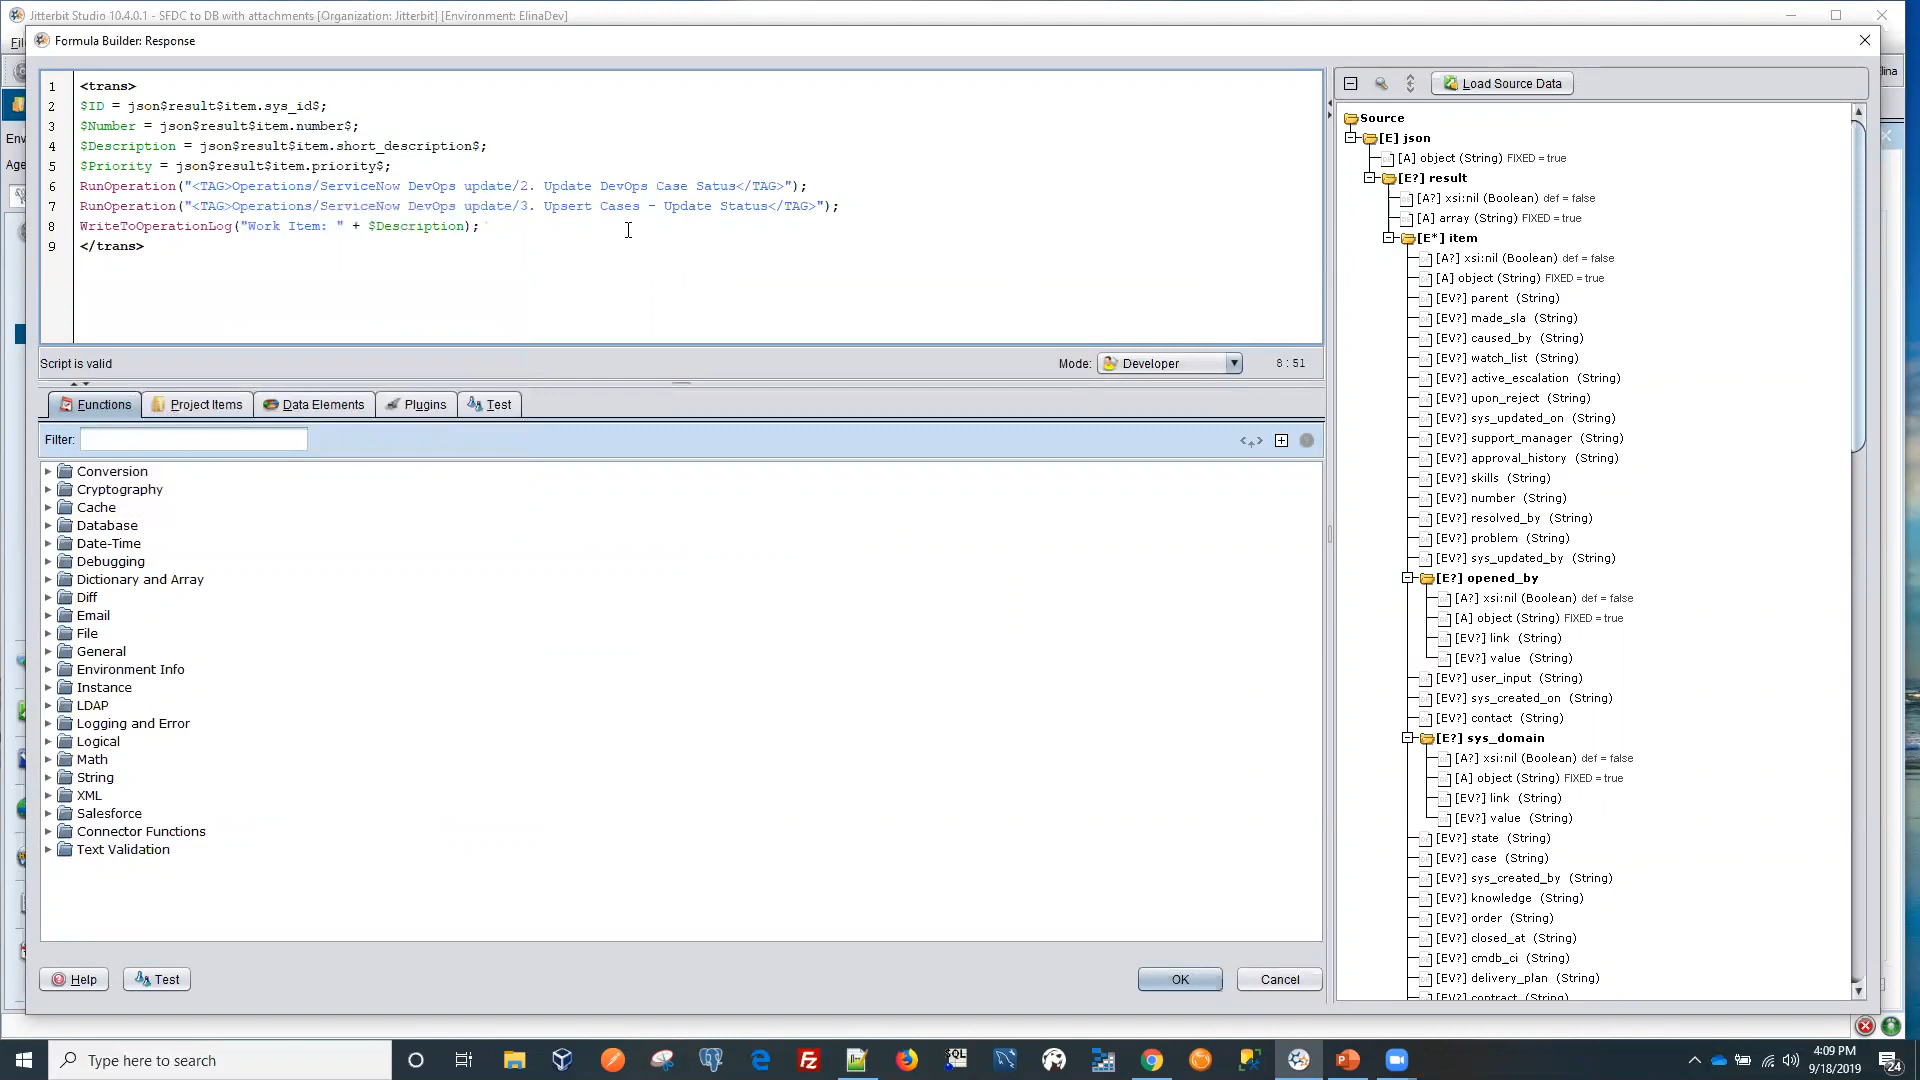 Jitterbit Studio 10.4.0.1 - SFDC to DB with attachments [Organization: Jitterbit] [Environment: ElinaDev]
Formula Builder: Response
1 <trans>
2 $ID = json$result$item.sys_id$;
3 $Number = json$result$item.number$;
4 $Description = json$result$item.short_description$;
5 $Priority = json$result$item.priority$;
6 RunOperation("<TAG>Operations/ServiceNow DevOps update/2. Update DevOps Case Satus</TAG>");
7 RunOperation("<TAG>Operations/ServiceNow DevOps update/3. Upsert Cases - Update Status</TAG>");
8 WriteToOperationLog("Work Item: " + $Description);
9 </trans>
Script is valid
Mode: Developer
8 : 51
Functions
Project Items
Data Elements
Plugins
Test
Filter:
Conversion
Cryptography
Cache
Database
Date-Time
Debugging
Dictionary and Array
Diff
Email
File
General
Environment Info
Instance
LDAP
Logging and Error
Logical
Math
String
XML
Salesforce
Connector Functions
Text Validation
Help
Test
OK
Cancel
Load Source Data
Source
[E] json
[A] object (String) FIXED = true
[E?] result
[A?] xsi:nil (Boolean) def = false
[A] array (String) FIXED = true
[E*] item
[A?] xsi:nil (Boolean) def = false
[A] object (String) FIXED = true
[EV?] parent (String)
[EV?] made_sla (String)
[EV?] caused_by (String)
[EV?] watch_list (String)
[EV?] active_escalation (String)
[EV?] upon_reject (String)
[EV?] sys_updated_on (String)
[EV?] support_manager (String)
[EV?] approval_history (String)
[EV?] skills (String)
[EV?] number (String)
[EV?] resolved_by (String)
[EV?] problem (String)
[EV?] sys_updated_by (String)
[E?] opened_by
[A?] xsi:nil (Boolean) def = false
[A] object (String) FIXED = true
[EV?] link (String)
[EV?] value (String)
[EV?] user_input (String)
[EV?] sys_created_on (String)
[EV?] contact (String)
[E?] sys_domain
[A?] xsi:nil (Boolean) def = false
[A] object (String) FIXED = true
[EV?] link (String)
[EV?] value (String)
[EV?] state (String)
[EV?] case (String)
[EV?] sys_created_by (String)
[EV?] knowledge (String)
[EV?] order (String)
[EV?] closed_at (String)
[EV?] cmdb_ci (String)
[EV?] delivery_plan (String)
[EV?] contract (String)
Type here to search
4:09 PM
9/18/2019
24